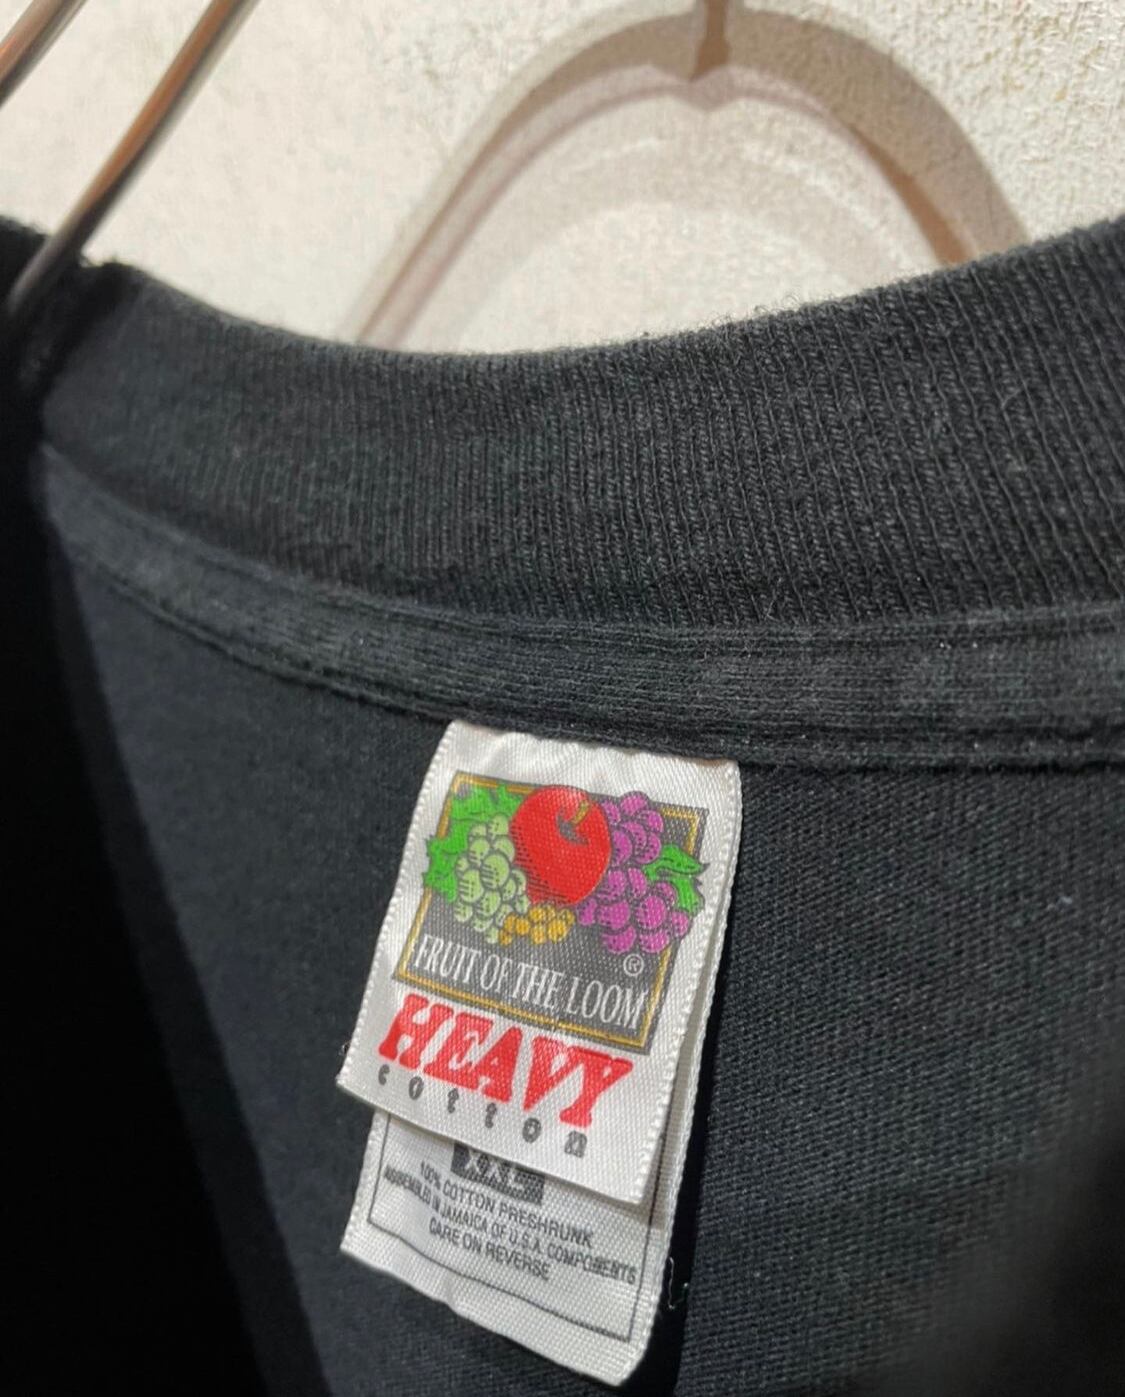 FRUIT OF THE LOOM ®
HEAVY
cotton
XXL
100% COTTON PRESHRUNK
ASSEMBLED IN JAMAICA OF U.S.A. COMPONENTS
CARE ON REVERSE